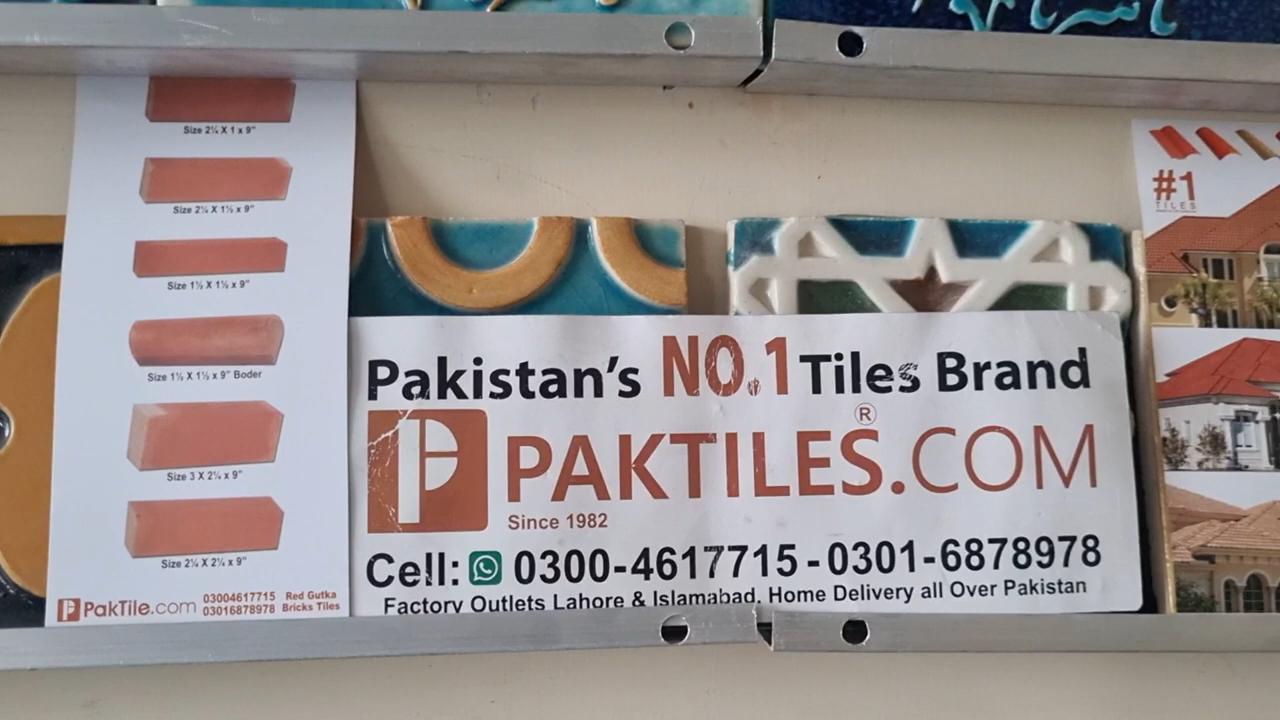 Size 2¼ X 1 x 9"
Size 2¼ X 1½ x 9"
Size 1½ X 1½ x 9"
Size 1½ X 1½ x 9" Boder
Size 3 X 2¼ x 9"
Size 2¼ X 2¼ x 9"
PakTile.com
03004617715 Red Gutka
03016878978 Bricks Tiles
Pakistan's NO.1 Tiles Brand
PAKTILES.COM ®
Since 1982
Cell: 0300-4617715-0301-6878978
Factory Outlets Lahore & Islamabad, Home Delivery all Over Pakistan
#1
TILES